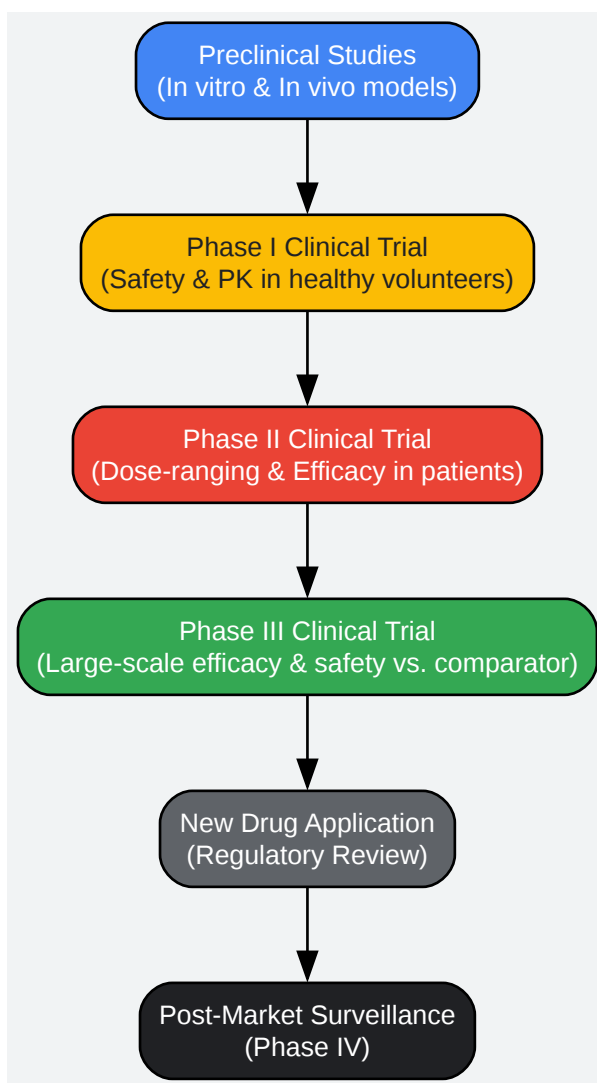 Preclinical Studies
(In vitro & In vivo models)
Phase I Clinical Trial
(Safety & PK in healthy volunteers)
Phase II Clinical Trial
(Dose-ranging & Efficacy in patients)
Phase III Clinical Trial
(Large-scale efficacy & safety vs. comparator)
New Drug Application
(Regulatory Review)
Post-Market Surveillance
(Phase IV)